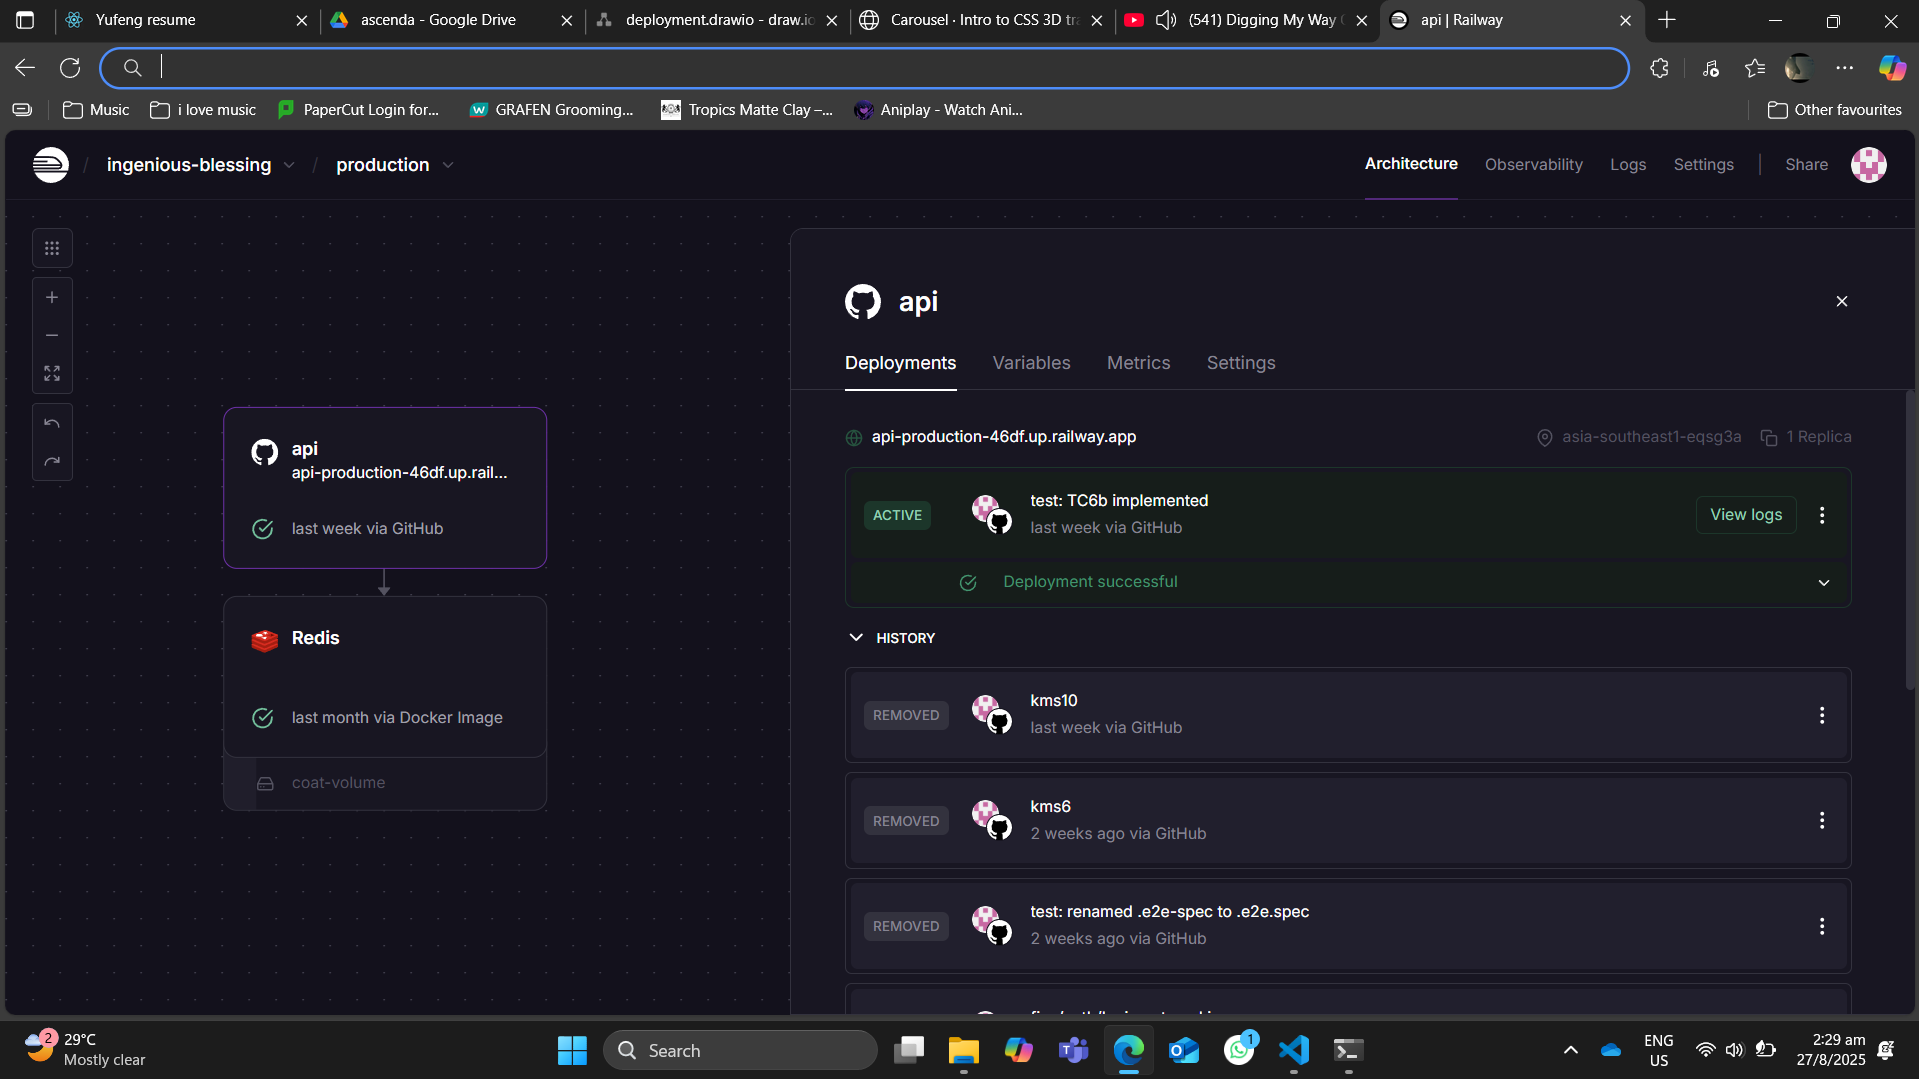 Yufeng resume
ascenda - Google Drive
deployment.drawio - draw.io
Carousel · Intro to CSS 3D tra
(541) Digging My Way
api | Railway
Music
i love music
PaperCut Login for...
GRAFEN Grooming...
Tropics Matte Clay –...
Aniplay - Watch Ani...
Other favourites
/ ingenious-blessing / production
Architecture
Observability
Logs
Settings
Share
api
Deployments
Variables
Metrics
Settings
api-production-46df.up.railway.app
asia-southeast1-eqsg3a
1 Replica
api
api-production-46df.up.rail...
last week via GitHub
Redis
last month via Docker Image
coat-volume
ACTIVE
test: TC6b implemented
last week via GitHub
View logs
Deployment successful
HISTORY
REMOVED
kms10
last week via GitHub
REMOVED
kms6
2 weeks ago via GitHub
REMOVED
test: renamed .e2e-spec to .e2e.spec
2 weeks ago via GitHub
2
29°C
Mostly clear
Search
1
ENG
US
2:29 am
27/8/2025